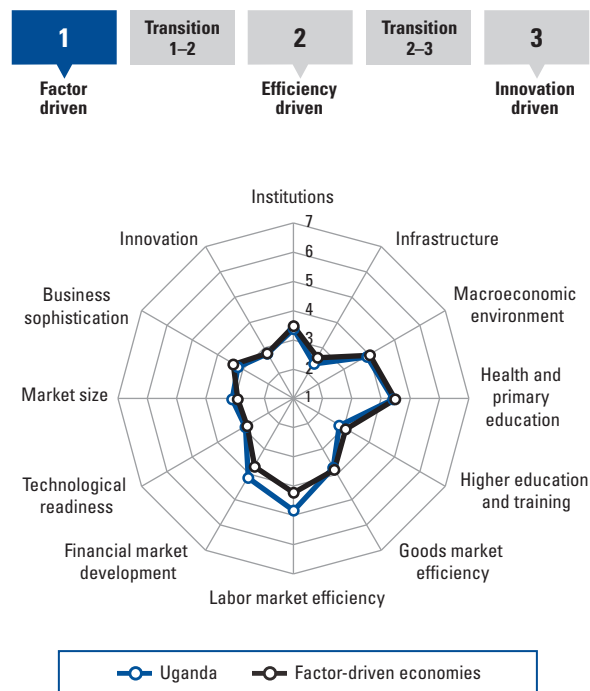 1
Transition
1–2
2
Transition
2–3
3
Factor
driven
Efficiency
driven
Innovation
driven
Institutions
7
Innovation
Infrastructure
6
5
Business
sophistication
Macroeconomic
environment
4
3
2
Market size
1
Health and
primary
education
Technological
readiness
Higher education
and training
Financial market
development
Goods market
efficiency
Labor market efficiency
Uganda
Factor-driven economies